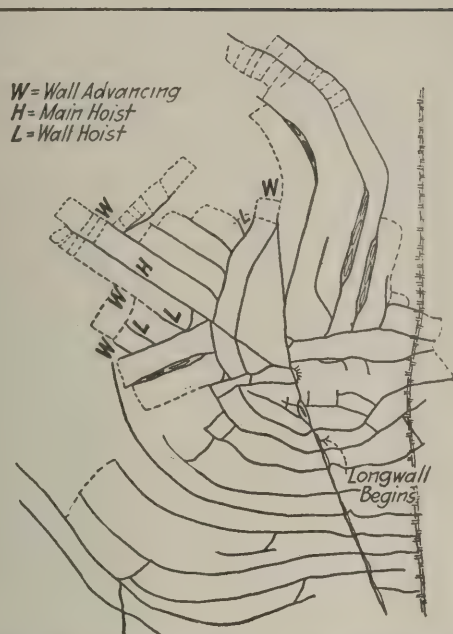 W = Wall Advancing
H = Main Hoist
L = Wall Hoist
W
L
W
H
W
L
L
W
Longwall
Begins